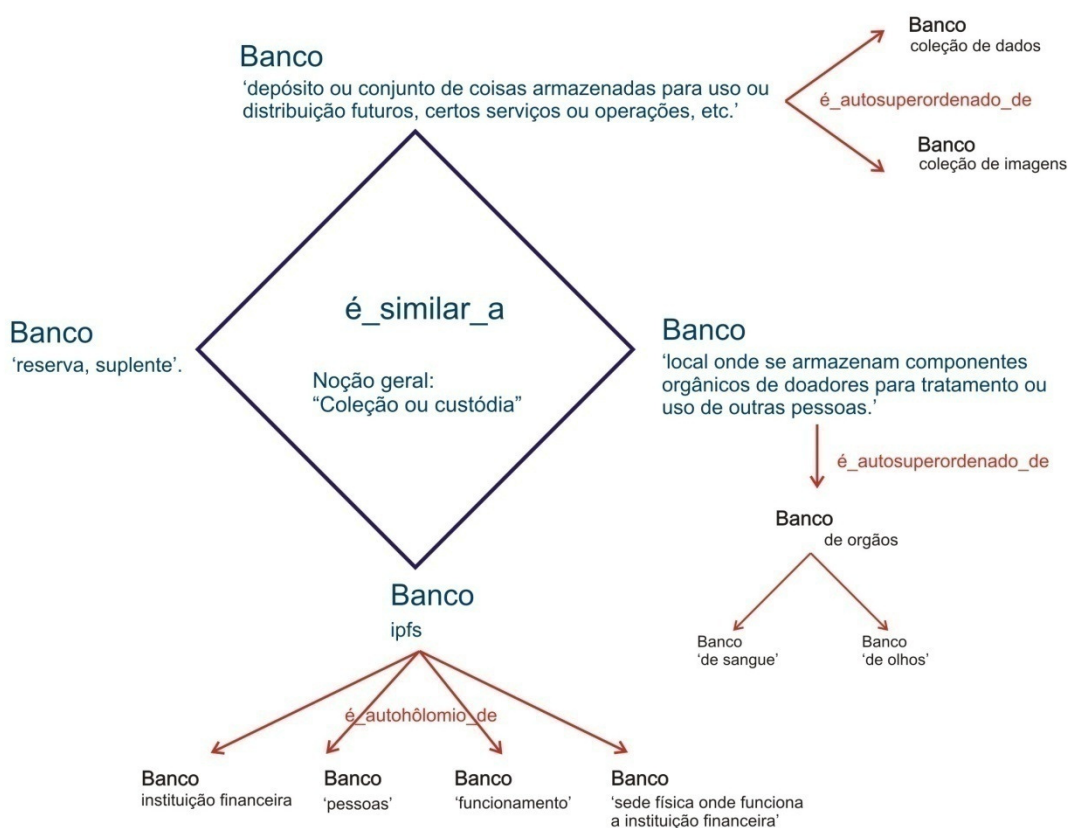 Banco
‘depósito ou conjunto de coisas armazenadas para uso ou
distribuição futuros, certos serviços ou operações, etc.’
Banco
coleção de dados
é_autosuperordenado_de
Banco
coleção de imagens
é_similar_a
Noção geral:
“Coleção ou custódia”
Banco
‘reserva, suplente’.
Banco
‘local onde se armazenam componentes
orgânicos de doadores para tratamento ou
uso de outras pessoas.’
é_autosuperordenado_de
Banco
de orgãos
Banco
‘de sangue’
Banco
‘de olhos’
Banco
ipfs
é_autohôlomio_de
Banco
instituição financeira
Banco
‘pessoas’
Banco
‘funcionamento’
Banco
‘sede física onde funciona
a instituição financeira’